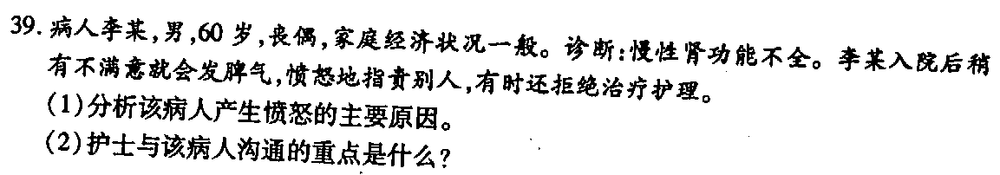 39. 病人李某,男,60 岁,丧偶,家庭经济状况一般。诊断:慢性肾功能不全。李某入院后稍
有不满意就会发脾气,愤怒地指责别人,有时还拒绝治疗护理。
(1)分析该病人产生愤怒的主要原因。
(2)护士与该病人沟通的重点是什么?